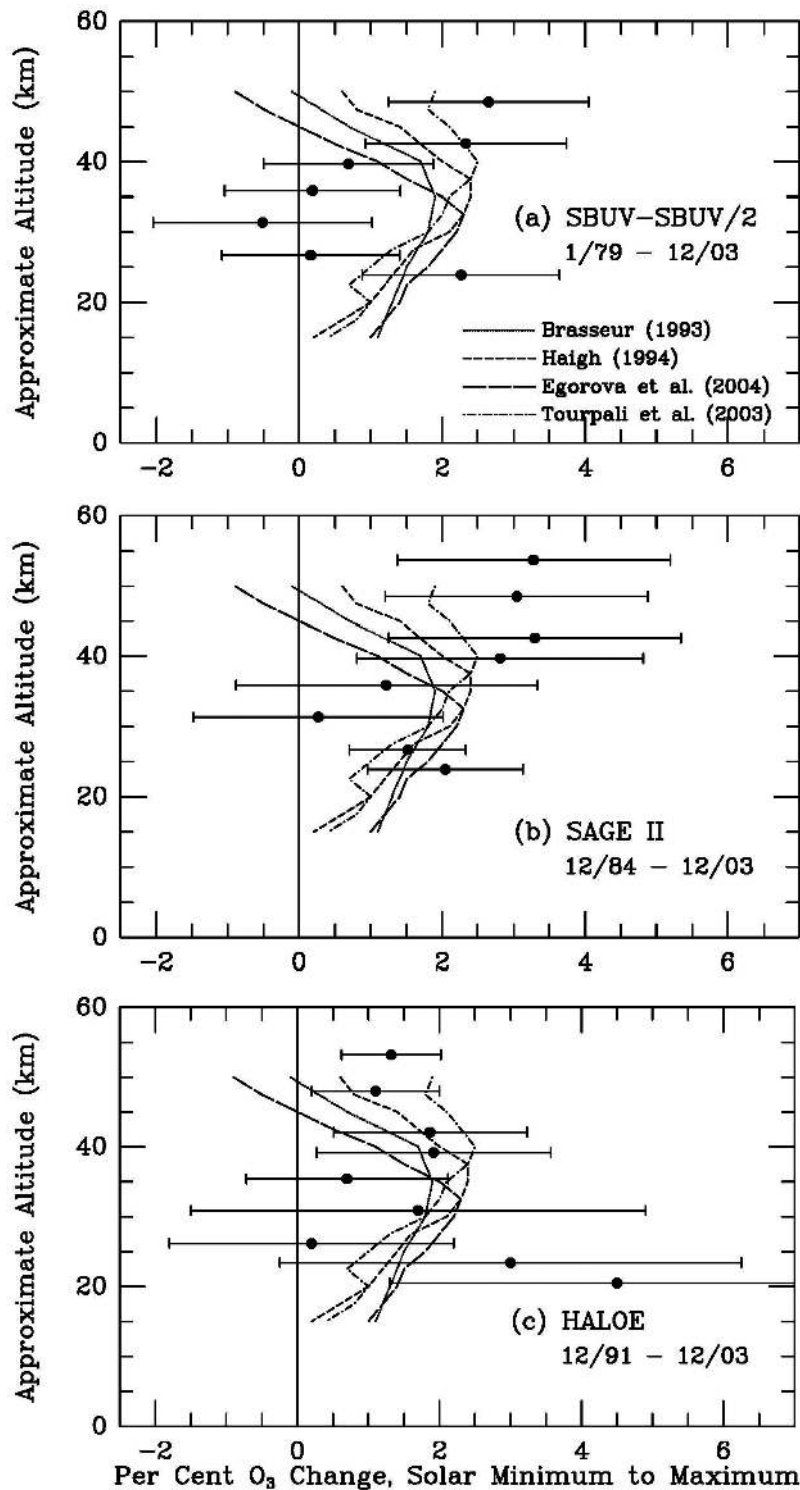 60
40
20
0
Approximate Altitude (km)
(a) SBUV-SBUV/2
1/79 - 12/03
Brasseur (1993)
Haigh (1994)
Egorova et al. (2004)
Tourpali et al. (2003)
-2 0 2 4 6
60
40
20
0
Approximate Altitude (km)
(b) SAGE II
12/84 - 12/03
-2 0 2 4 6
60
40
20
0
Approximate Altitude (km)
(c) HALOE
12/91 - 12/03
-2 0 2 4 6
Per Cent O₃ Change, Solar Minimum to Maximum